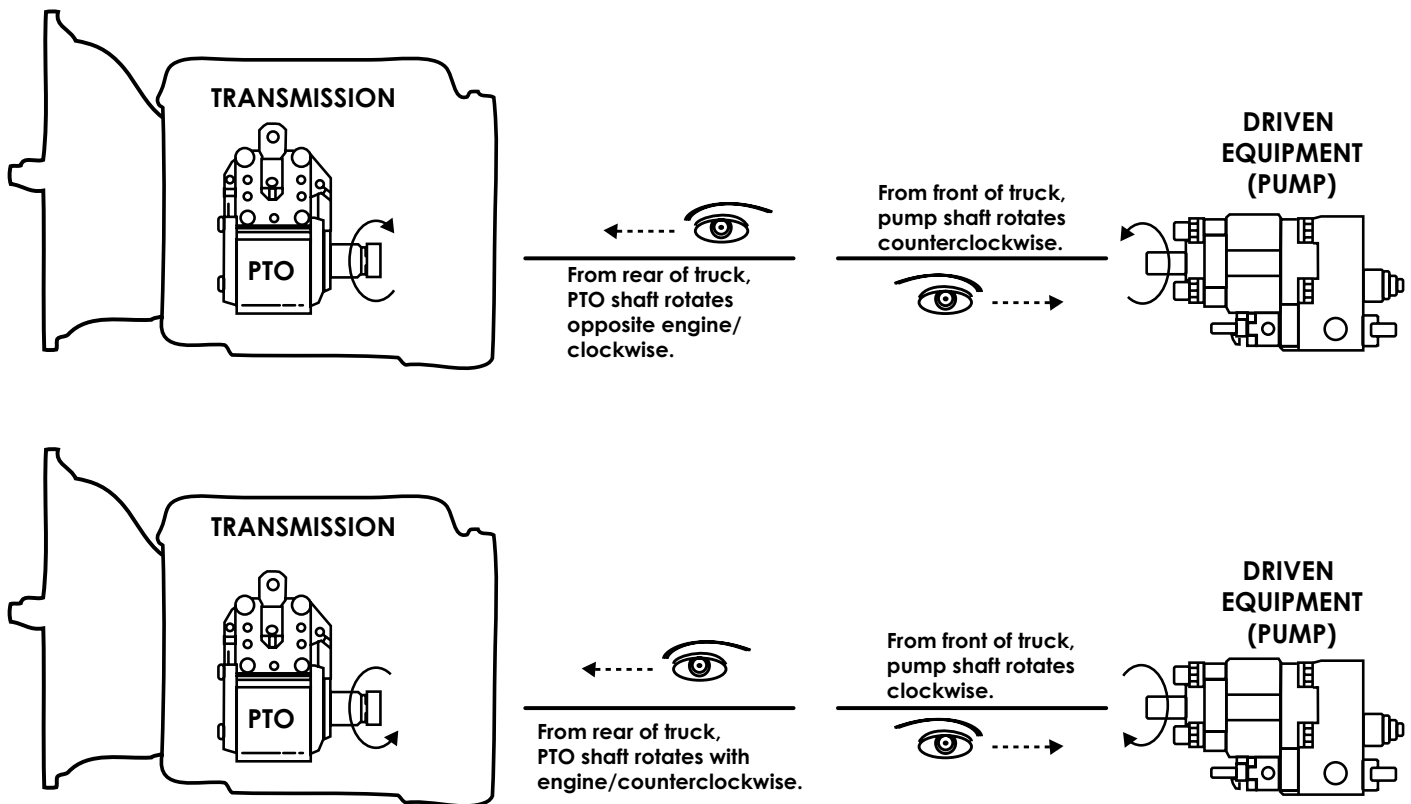 TRANSMISSION
PTO
From rear of truck,
PTO shaft rotates
opposite engine/
clockwise.
From front of truck,
pump shaft rotates
counterclockwise.
DRIVEN
EQUIPMENT
(PUMP)
TRANSMISSION
PTO
From rear of truck,
PTO shaft rotates with
engine/counterclockwise.
From front of truck,
pump shaft rotates
clockwise.
DRIVEN
EQUIPMENT
(PUMP)